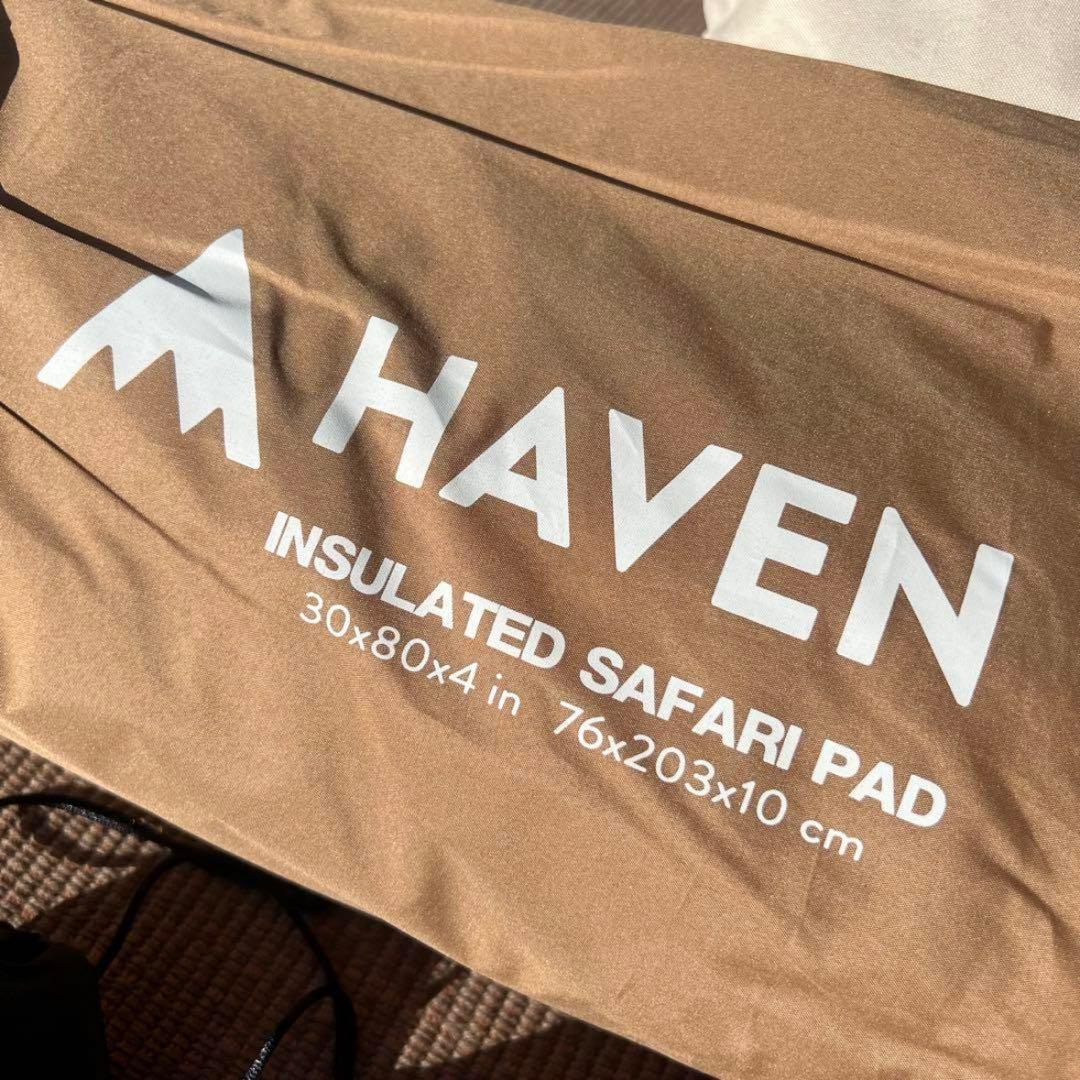 HAVEN
INSULATED SAFARI PAD
30x80x4 in 76x203x10 cm